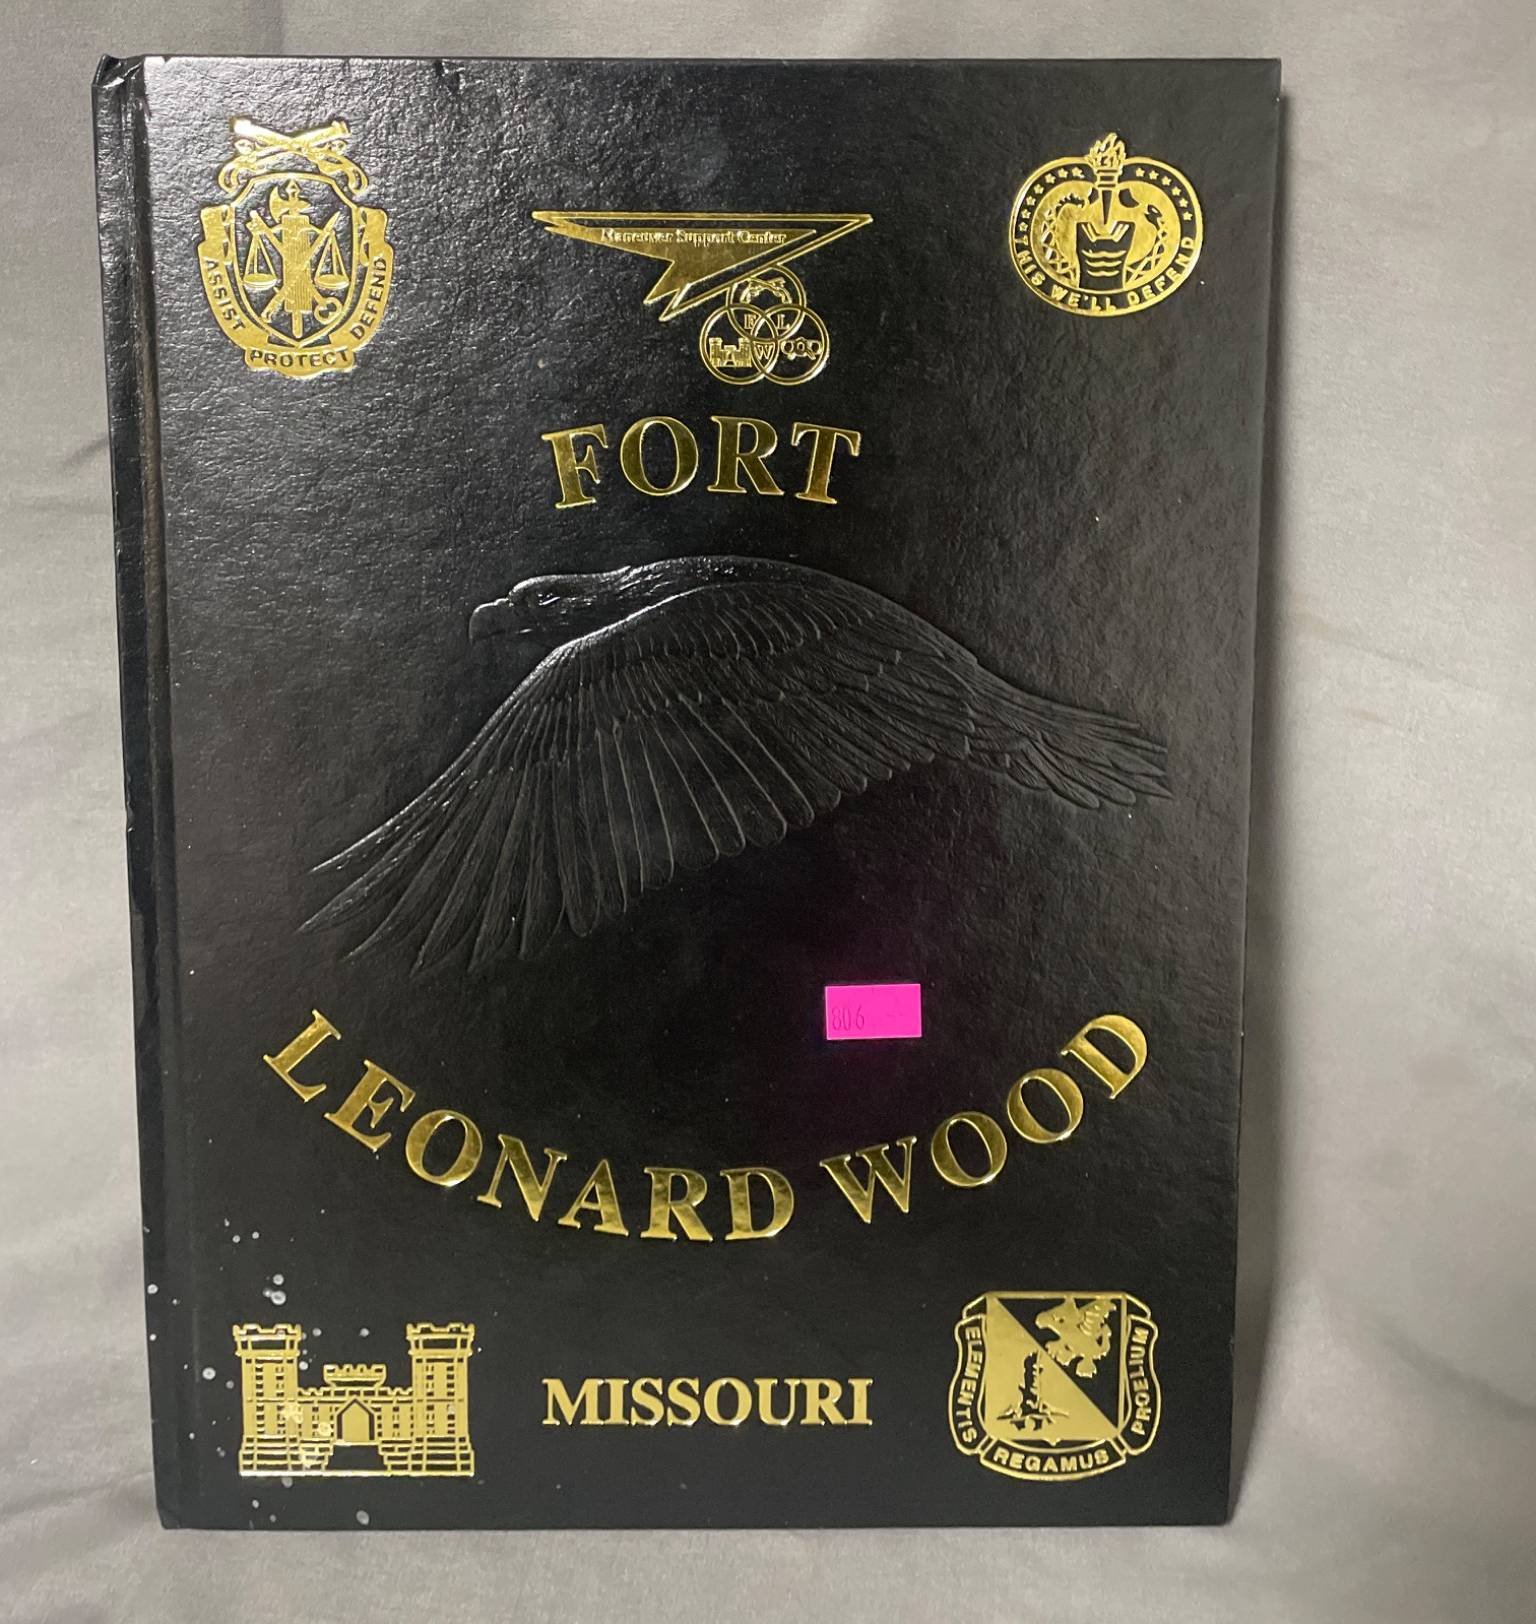 ASSIST PROTECT DEFEND
Maneuver Support Center
F L
W
THIS WE'LL DEFEND
FORT
806
LEONARD WOOD
MISSOURI
ELEMENTIS REGAMUS PROELIUM